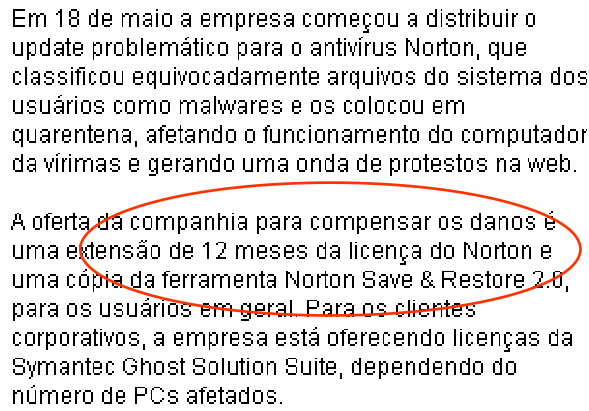 Em 18 de maio a empresa começou a distribuir o
update problemático para o antivírus Norton, que
classificou equivocadamente arquivos do sistema dos
usuários como malwares e os colocou em
quarentena, afetando o funcionamento do computador
da vírimas e gerando uma onda de protestos na web.
A oferta da companhia para compensar os danos é
uma extensão de 12 meses da licença do Norton e
uma cópia da ferramenta Norton Save & Restore 2.0,
para os usuários em geral. Para os clientes
corporativos, a empresa está oferecendo licenças da
Symantec Ghost Solution Suite, dependendo do
número de PCs afetados.